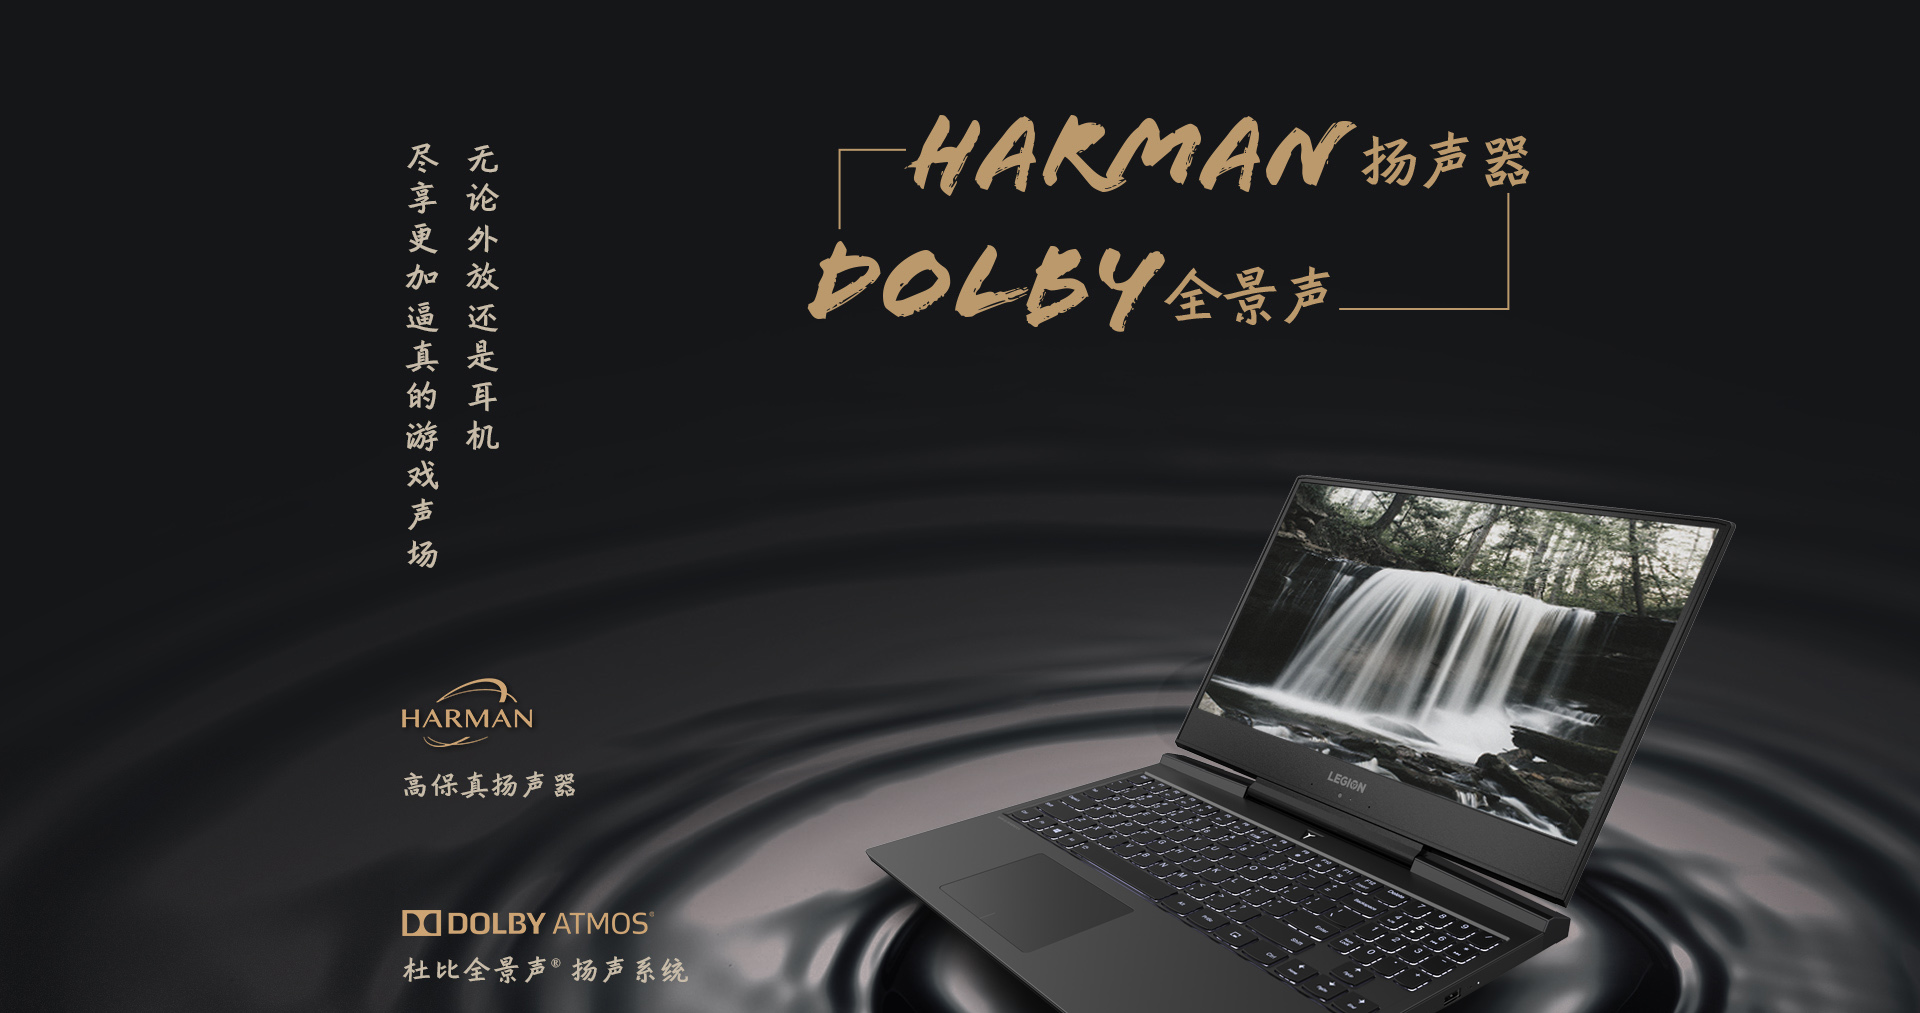 HARMAN 扬声器
DOLBY 全景声
无论外放还是耳机
尽享更加逼真的游戏声场
HARMAN
高保真扬声器
DOLBY ATMOS®
杜比全景声® 扬声系统
LEGION